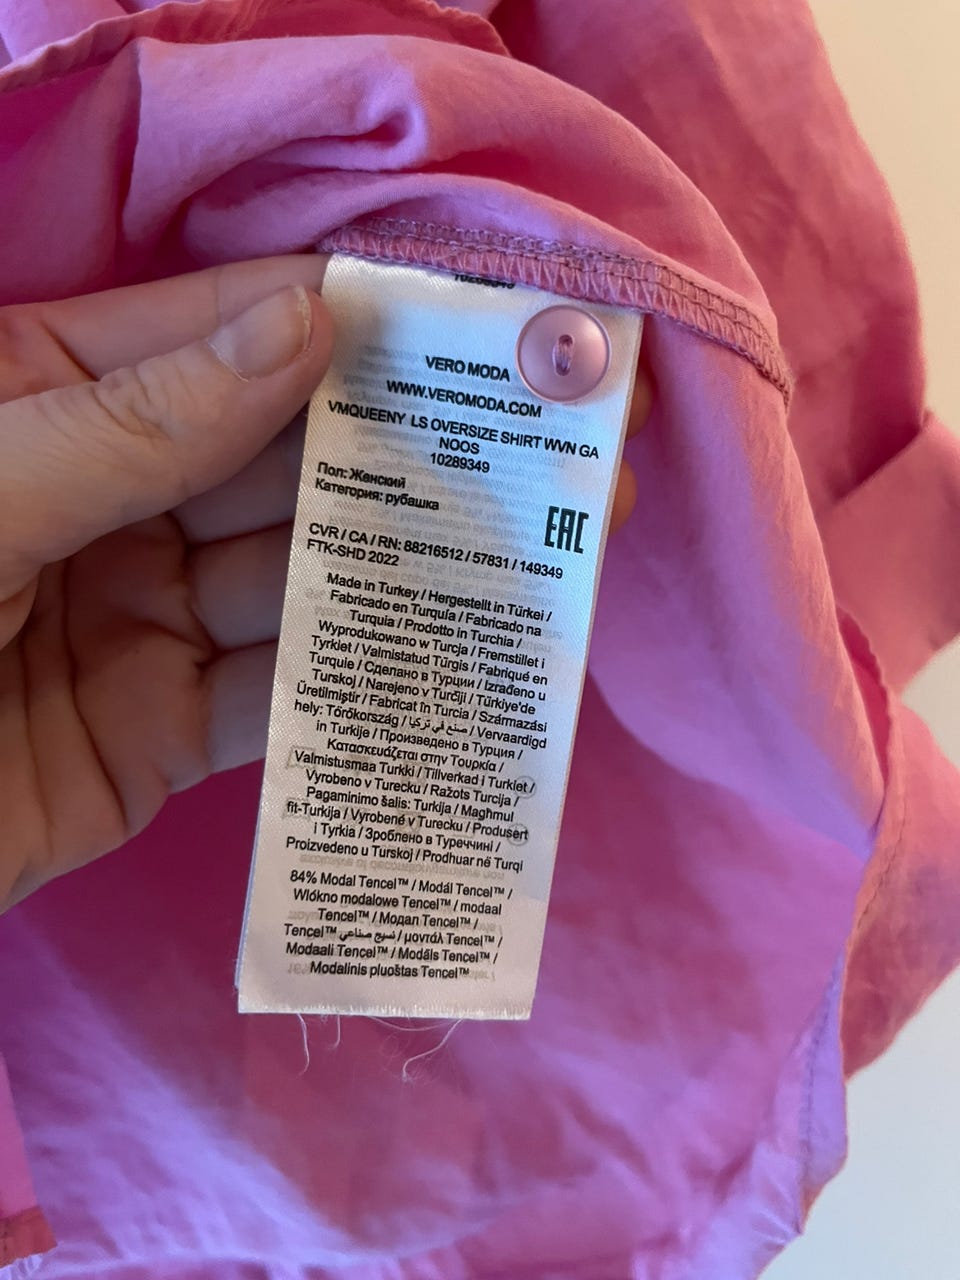 VERO MODA
WWW.VEROMODA.COM
VMQUEENY LS OVERSIZE SHIRT WVN GA
NOOS
10289349
Пол: Женский
Категория: рубашка
EAC
CVR / CA / RN: 88216512 / 57831 / 149349
FTK-SHD 2022
Made in Turkey / Hergestellt in Türkei /
Fabricado en Turquía / Fabricado na
Turquia / Prodotto in Turchia /
Wyprodukowano w Turcja / Fremstillet i
Tyrkiet / Valmistatud Türgis / Fabriqué en
Turquie / Сделано в Турции / Izrađeno u
Turskoj / Narejeno v Turčiji / Türkiye'de
Üretilmiştir / Fabricat în Turcia / Származási
hely: Törökország / صنع في تركيا / Vervaardigd
in Turkije / Произведено в Турция /
Κατασκευάζεται στην Τουρκία /
Valmistusmaa Turkki / Tillverkad i Turkiet /
Vyrobeno v Turecku / Ražots Turcija /
Pagaminimo šalis: Turkija / Magħmul
fit-Turkija / Vyrobené v Turecku / Produsert
i Tyrkia / Зроблено в Туреччині /
Proizvedeno u Turskoj / Prodhuar në Turqi
84% Modal Tencel™ / Modál Tencel™ /
Włókno modalowe Tencel™ / modaal
Tencel™ / Модал Tencel™ /
Tencel™ نسيج صناعي / μοντάλ Tencel™ /
Modaali Tencel™ / Modāls Tencel™ /
Modalinis pluoštas Tencel™